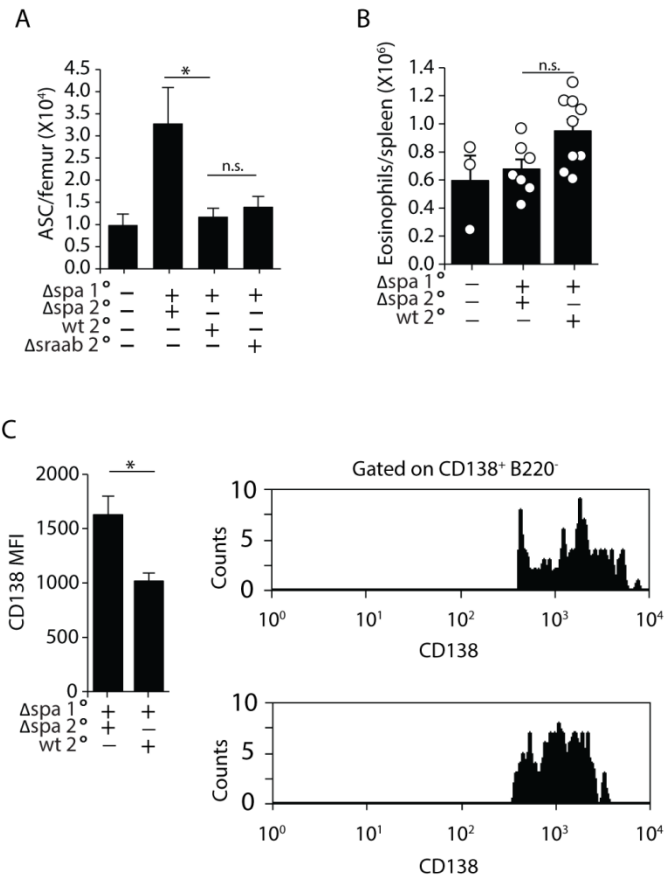 A
ASC/femur (X10⁴)
4.5
4.0
3.5
3.0
2.5
2.0
1.5
1.0
0.5
0.0
*
n.s.
Δspa 1° − + + +
Δspa 2° − + − −
wt 2° − − + −
Δsraab 2° − − − +
B
Eosinophils/spleen (X10⁶)
1.4
1.2
1.0
0.8
0.6
0.4
0.2
0.0
n.s.
Δspa 1° − + +
Δspa 2° − + −
wt 2° − − +
C
CD138 MFI
2000
1500
1000
500
0
*
Δspa 1° + +
Δspa 2° + −
wt 2° − +
Gated on CD138⁺ B220⁻
Counts
10
5
0
10⁰ 10¹ 10² 10³ 10⁴
CD138
Counts
10
5
0
10⁰ 10¹ 10² 10³ 10⁴
CD138